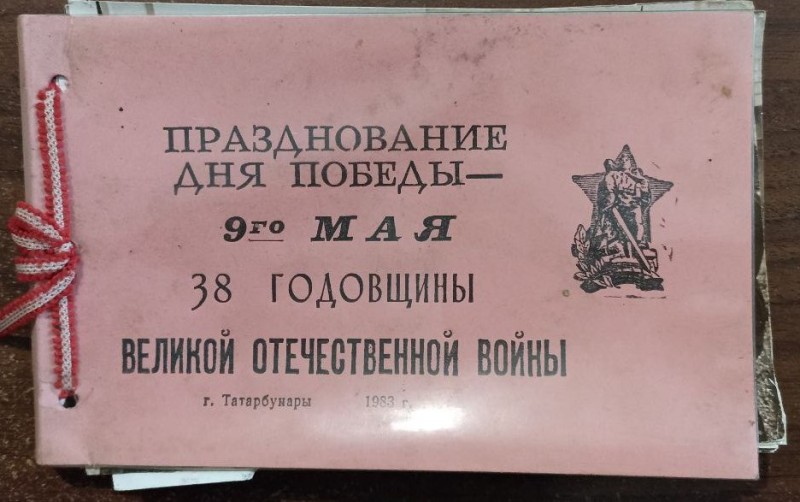 ПРАЗДНОВАНИЕ
ДНЯ ПОБЕДЫ—
9го МАЯ
38 ГОДОВЩИНЫ
ВЕЛИКОЙ ОТЕЧЕСТВЕННОЙ ВОЙНЫ
г. Татарбунары 1983 г.